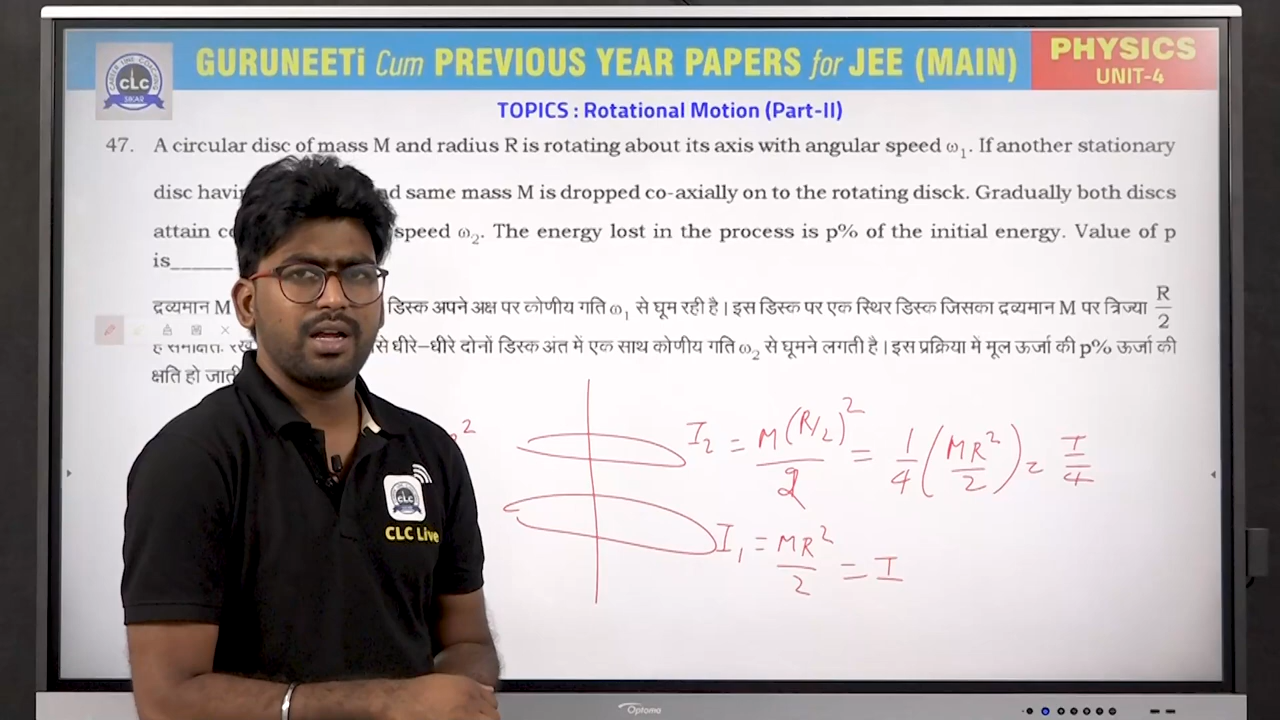 GURUNEETi Cum PREVIOUS YEAR PAPERS for JEE (MAIN)
PHYSICS
UNIT-4
CLC
SIKAR
TOPICS : Rotational Motion (Part-II)
47. A circular disc of mass M and radius R is rotating about its axis with angular speed ω₁. If another stationary
disc havin nd same mass M is dropped co-axially on to the rotating disck. Gradually both discs
attain co speed ω₂. The energy lost in the process is p% of the initial energy. Value of p
is______
द्रव्यमान M डिस्क अपने अक्ष पर कोणीय गति ω₁ से घूम रही है। इस डिस्क पर एक स्थिर डिस्क जिसका द्रव्यमान M पर त्रिज्या R/2
से धीरे–धीरे दोनों डिस्क अंत में एक साथ कोणीय गति ω₂ से घूमने लगती है। इस प्रक्रिया में मूल ऊर्जा की p% ऊर्जा की
क्षति हो जाती
I₂ = M(R/2)²/2 = 1/4 (MR²/2) = I/4
I₁ = MR²/2 = I
CLC
CLC Live
Optoma